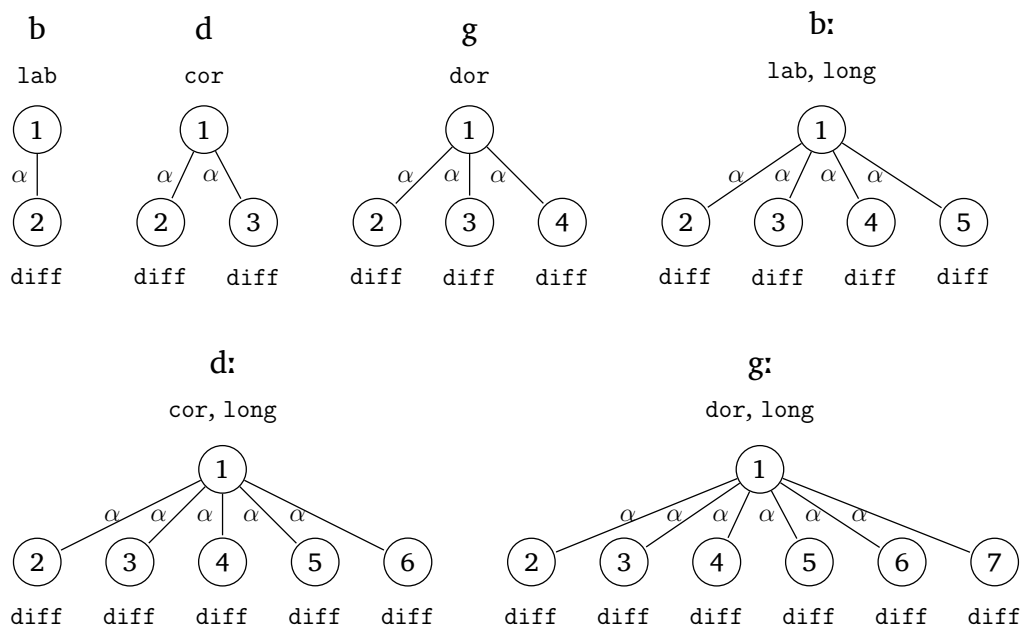 b d g bː
lab cor dor lab, long
1 1 1 1
α α α α α α α α α α
2 2 3 2 3 4 2 3 4 5
diff diff diff diff diff diff diff diff diff diff
dː gː
cor, long dor, long
1 1
α α α α α α α α α α α
2 3 4 5 6 2 3 4 5 6 7
diff diff diff diff diff diff diff diff diff diff diff